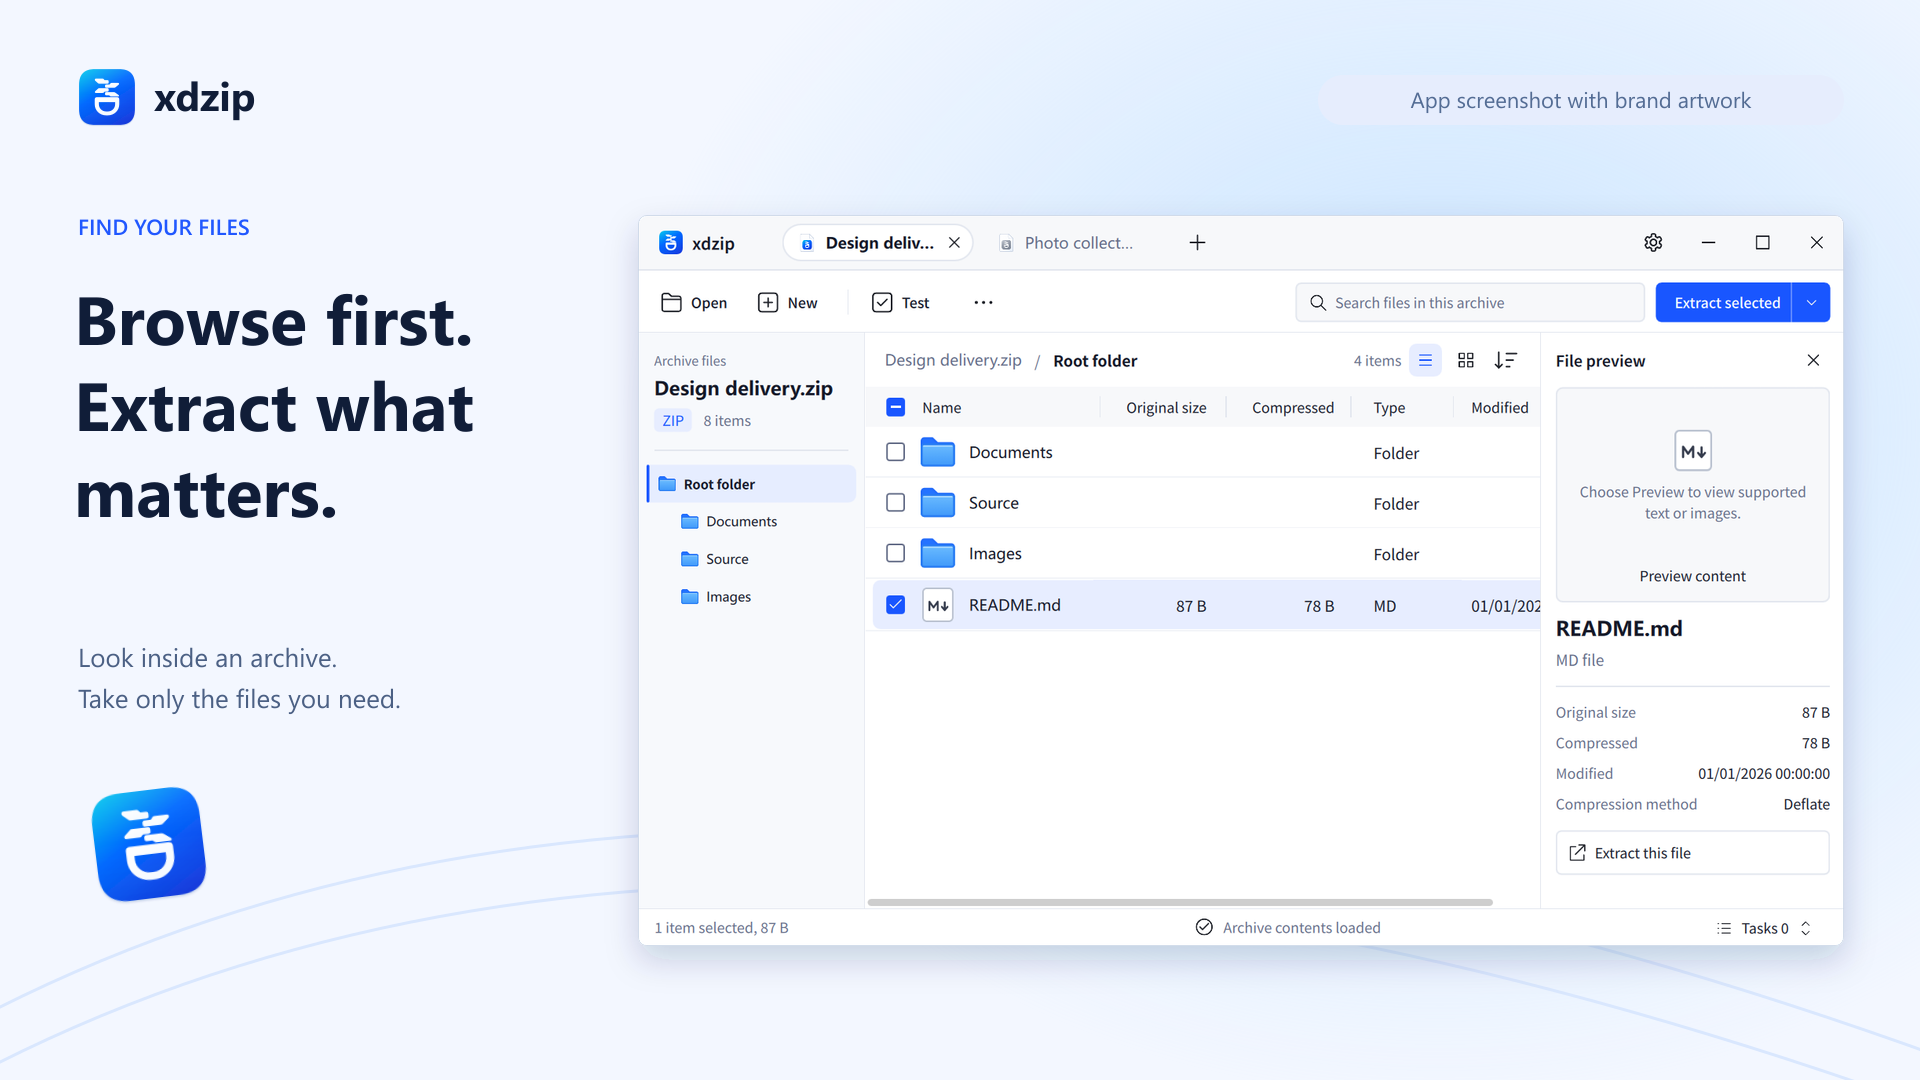 xdzip
App screenshot with brand artwork
FIND YOUR FILES
Browse first.
Extract what
matters.
Look inside an archive.
Take only the files you need.
xdzip
Design deliv...
Photo collect...
Open
New
Test
Search files in this archive
Extract selected
Archive files
Design delivery.zip
ZIP 8 items
Root folder
Documents
Source
Images
Design delivery.zip / Root folder
4 items
Name Original size Compressed Type Modified
Documents Folder
Source Folder
Images Folder
README.md 87 B 78 B MD 01/01/202
File preview
M↓
Choose Preview to view supported
text or images.
Preview content
README.md
MD file
Original size 87 B
Compressed 78 B
Modified 01/01/2026 00:00:00
Compression method Deflate
Extract this file
1 item selected, 87 B
Archive contents loaded
Tasks 0